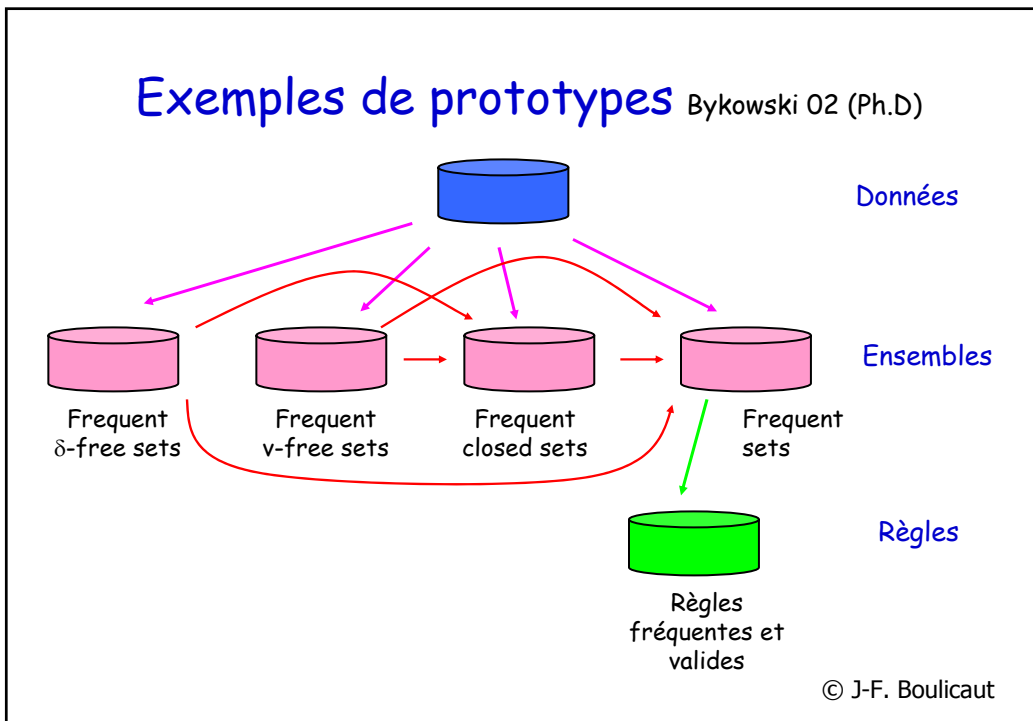 Exemples de prototypes Bykowski 02 (Ph.D)
Données
Ensembles
Frequent
δ-free sets
Frequent
v-free sets
Frequent
closed sets
Frequent
sets
Règles
Règles
fréquentes et
valides
© J-F. Boulicaut